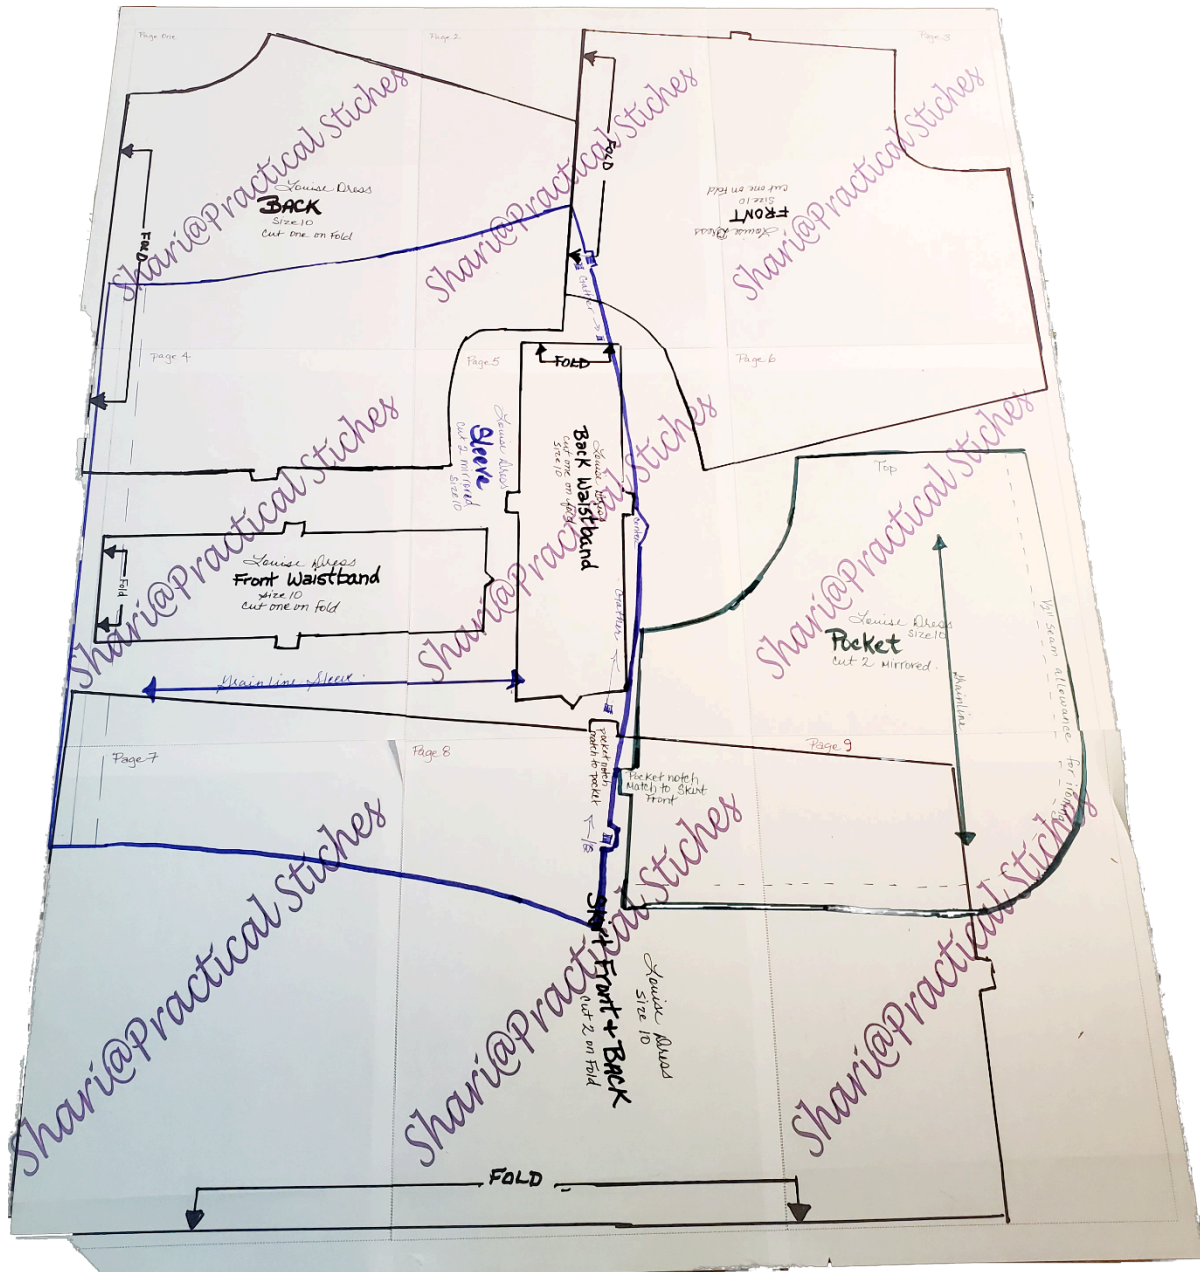 Page one
Page 2
Page 3
Shari@Practical Stiches
Shari@Practical Stiches
Shari@Practical Stiches
FOLD
Louise Dress
BACK
Size 10
Cut one on Fold
FOLD
Louise Dress
FRONT
Size 10
Cut one on Fold
Gather
Page 4
Page 5
Page 6
Shari@Practical Stiches
Shari@Practical Stiches
Shari@Practical Stiches
FOLD
Louise Dress
Sleeve
Cut 2 mirrored
Size 10
Louise Dress
Back Waistband
Cut one on fold
Size 10
Center
Gather
Louise Dress
Front Waistband
Size 10
Cut one on Fold
Fold
Grainline Sleeve
Top
Louise Dress
Size 10
Pocket
Cut 2 Mirrored.
Grainline
seam allowance for
Page 7
Page 8
Page 9
pocket notch
match to pocket
Pocket notch
Match to Skirt
Front
Shari@Practical Stiches
Shari@Practical Stiches
Shari@Practical Stiches
Louise Dress
Size 10
Skirt Front + BACK
Cut 2 on Fold
FOLD